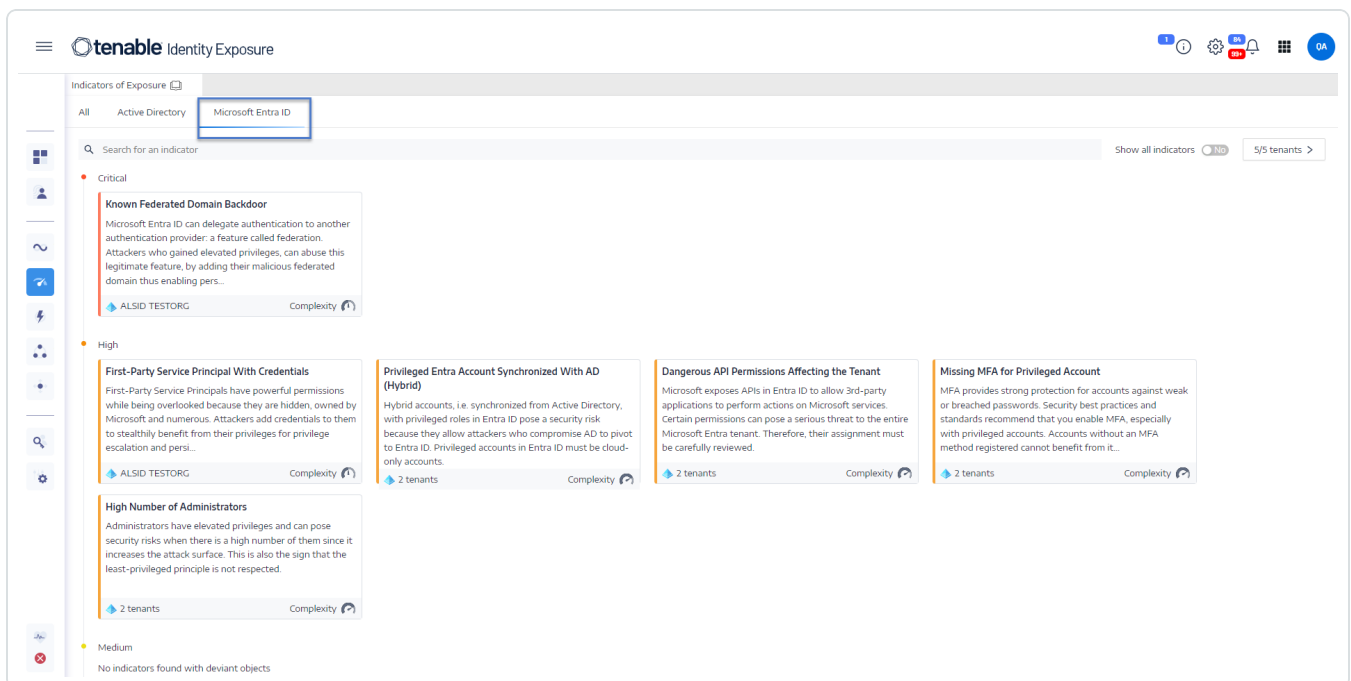 tenable Identity Exposure
1
84
99+
QA
Indicators of Exposure
All Active Directory Microsoft Entra ID
Search for an indicator
Show all indicators No
5/5 tenants
Critical
Known Federated Domain Backdoor
Microsoft Entra ID can delegate authentication to another
authentication provider: a feature called federation.
Attackers who gained elevated privileges, can abuse this
legitimate feature, by adding their malicious federated
domain thus enabling pers...
ALSID TESTORG Complexity
High
First-Party Service Principal With Credentials
First-Party Service Principals have powerful permissions
while being overlooked because they are hidden, owned by
Microsoft and numerous. Attackers add credentials to them
to stealthily benefit from their privileges for privilege
escalation and persi...
ALSID TESTORG Complexity
Privileged Entra Account Synchronized With AD
(Hybrid)
Hybrid accounts, i.e. synchronized from Active Directory,
with privileged roles in Entra ID pose a security risk
because they allow attackers who compromise AD to pivot
to Entra ID. Privileged accounts in Entra ID must be cloud-
only accounts.
2 tenants Complexity
Dangerous API Permissions Affecting the Tenant
Microsoft exposes APIs in Entra ID to allow 3rd-party
applications to perform actions on Microsoft services.
Certain permissions can pose a serious threat to the entire
Microsoft Entra tenant. Therefore, their assignment must
be carefully reviewed.
2 tenants Complexity
Missing MFA for Privileged Account
MFA provides strong protection for accounts against weak
or breached passwords. Security best practices and
standards recommend that you enable MFA, especially
with privileged accounts. Accounts without an MFA
method registered cannot benefit from it...
2 tenants Complexity
High Number of Administrators
Administrators have elevated privileges and can pose
security risks when there is a high number of them since it
increases the attack surface. This is also the sign that the
least-privileged principle is not respected.
2 tenants Complexity
Medium
No indicators found with deviant objects